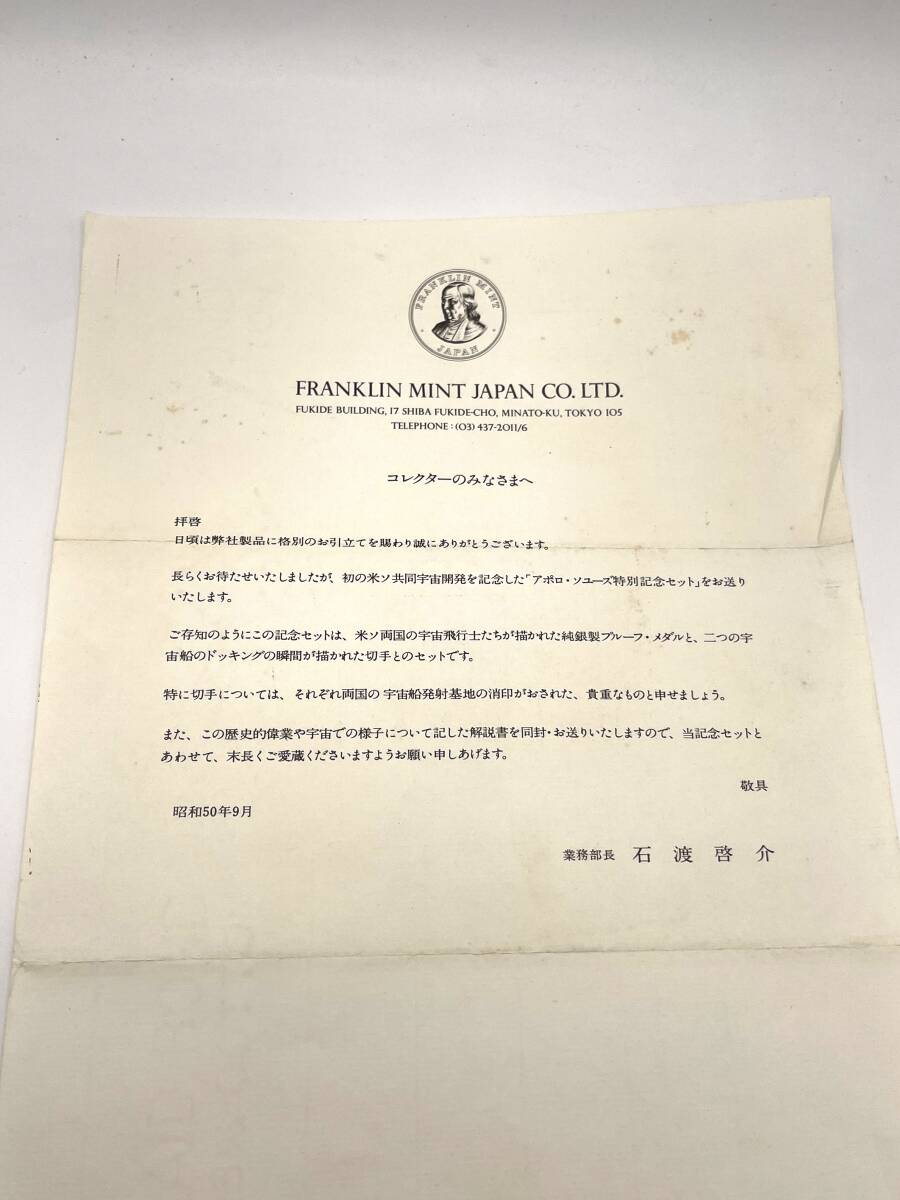 FRANKLIN MINT
JAPAN
FRANKLIN MINT JAPAN CO. LTD.
FUKIDE BUILDING, 17 SHIBA FUKIDE-CHO, MINATO-KU, TOKYO 105
TELEPHONE : (03) 437-2011/6
コレクターのみなさまへ
拝啓
日頃は弊社製品に格別のお引立てを賜わり誠にありがとうございます。
長らくお待たせいたしましたが、初の米ソ共同宇宙開発を記念した「アポロ・ソユーズ特別記念セット」をお送り
いたします。
ご存知のようにこの記念セットは、米ソ両国の宇宙飛行士たちが描かれた純銀製プルーフ・メダルと、二つの宇
宙船のドッキングの瞬間が描かれた切手とのセットです。
特に切手については、それぞれ両国の宇宙船発射基地の消印がおされた、貴重なものと申せましょう。
また、この歴史的偉業や宇宙での様子について記した解説書を同封・お送りいたしますので、当記念セットと
あわせて、末長くご愛蔵くださいますようお願い申しあげます。
敬具
昭和50年9月
業務部長 石渡啓介